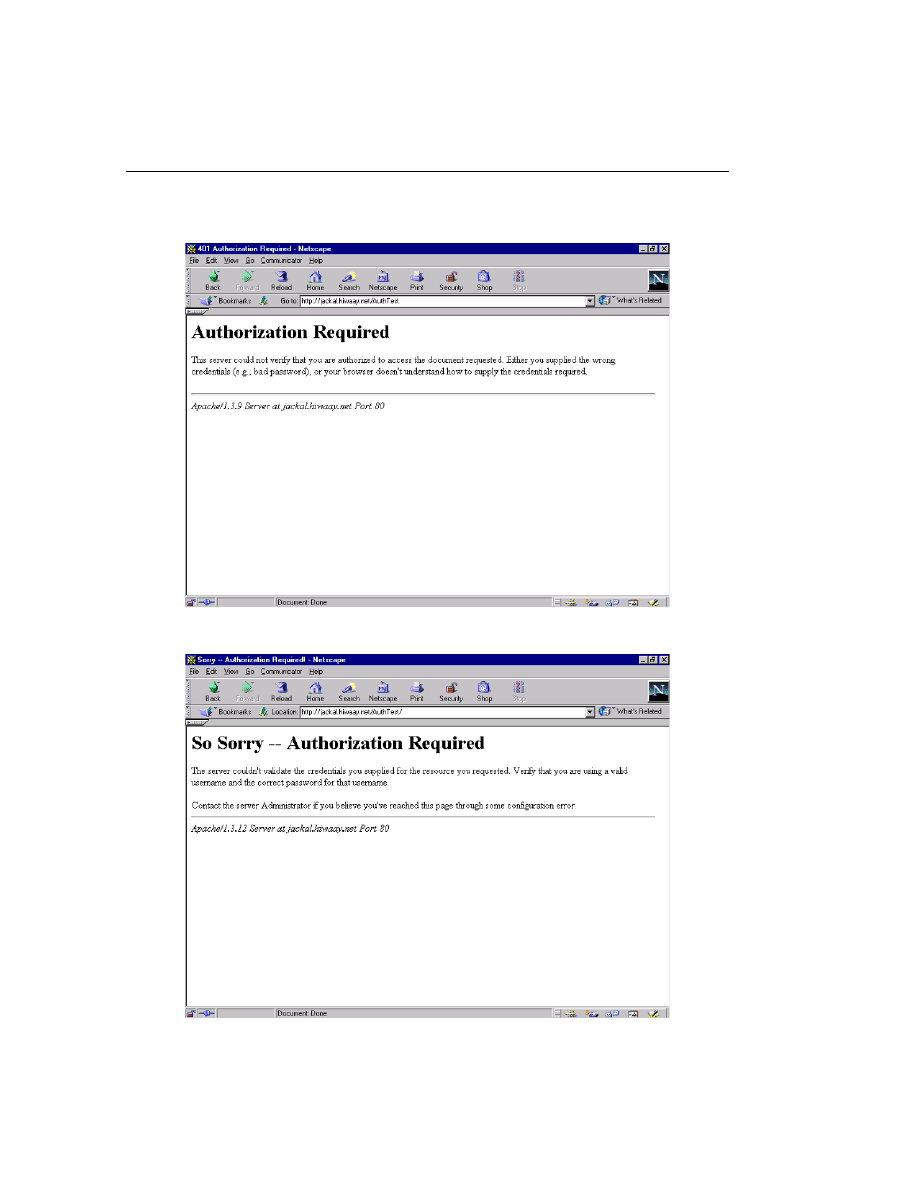 401 Authorization Required - Netscape
File Edit View Go Communicator Help
Back Forward Reload Home Search Netscape Print Security Shop Stop
Bookmarks Go to: http://jackal.hiwaay.net/AuthText What's Related
Authorization Required
This server could not verify that you are authorized to access the document requested. Either you supplied the wrong
credentials (e.g., bad password), or your browser doesn't understand how to supply the credentials required.
Apache/1.3.9 Server at jackal.hiwaay.net Port 80
Document: Done
Sorry -- Authorization Required! - Netscape
File Edit View Go Communicator Help
Back Forward Reload Home Search Netscape Print Security Shop Stop
Bookmarks Location: http://jackal.hiwaay.net/AuthText/ What's Related
So Sorry -- Authorization Required
The server couldn't validate the credentials you supplied for the resource you requested. Verify that you are using a valid
username and the correct password for that username.
Contact the server Administrator if you believe you've reached this page through some configuration error.
Apache/1.3.12 Server at jackal.hiwaay.net Port 80
Document: Done